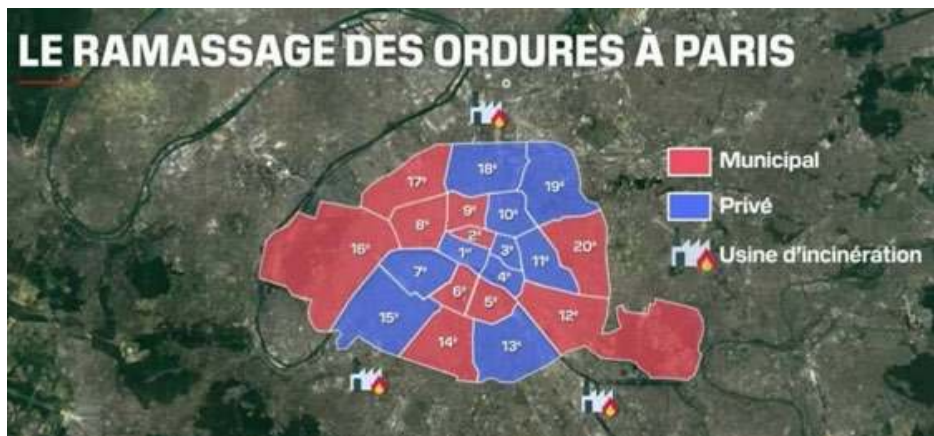 LE RAMASSAGE DES ORDURES À PARIS
Municipal
Privé
Usine d'incinération
18ᵉ
17ᵉ
19ᵉ
9ᵉ
10ᵉ
8ᵉ
2ᵉ
16ᵉ
1ᵉʳ
3ᵉ
20ᵉ
11ᵉ
7ᵉ
4ᵉ
6ᵉ
5ᵉ
15ᵉ
12ᵉ
14ᵉ
13ᵉ